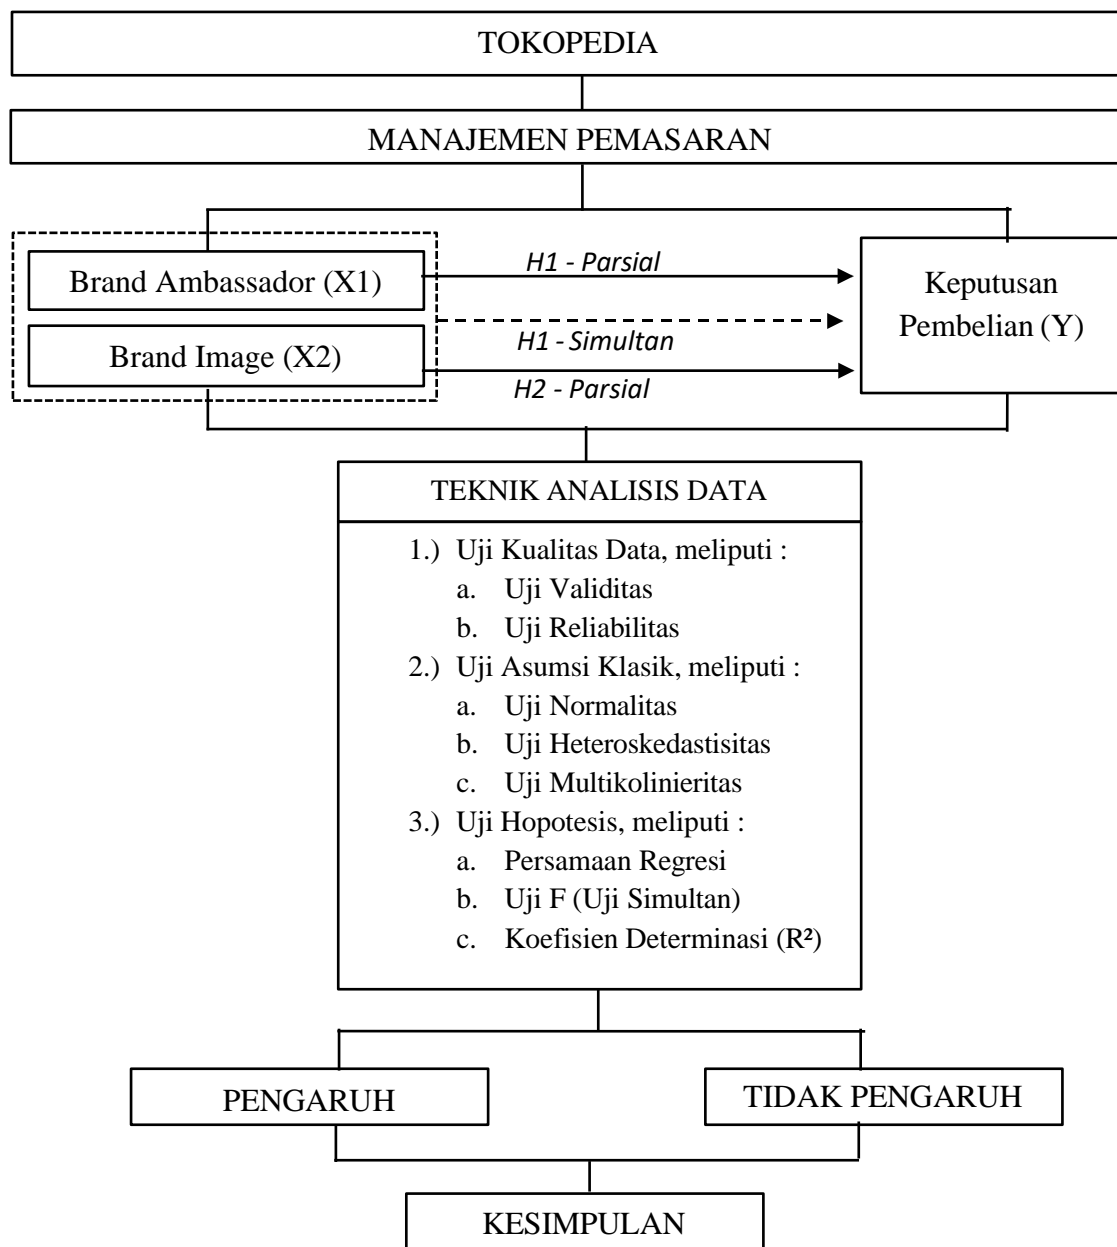 TOKOPEDIA
MANAJEMEN PEMASARAN
Brand Ambassador (X1)
Brand Image (X2)
H1 - Parsial
H1 - Simultan
H2 - Parsial
Keputusan
Pembelian (Y)
TEKNIK ANALISIS DATA
1.) Uji Kualitas Data, meliputi :
a. Uji Validitas
b. Uji Reliabilitas
2.) Uji Asumsi Klasik, meliputi :
a. Uji Normalitas
b. Uji Heteroskedastisitas
c. Uji Multikolinieritas
3.) Uji Hopotesis, meliputi :
a. Persamaan Regresi
b. Uji F (Uji Simultan)
c. Koefisien Determinasi (R²)
PENGARUH
TIDAK PENGARUH
KESIMPULAN